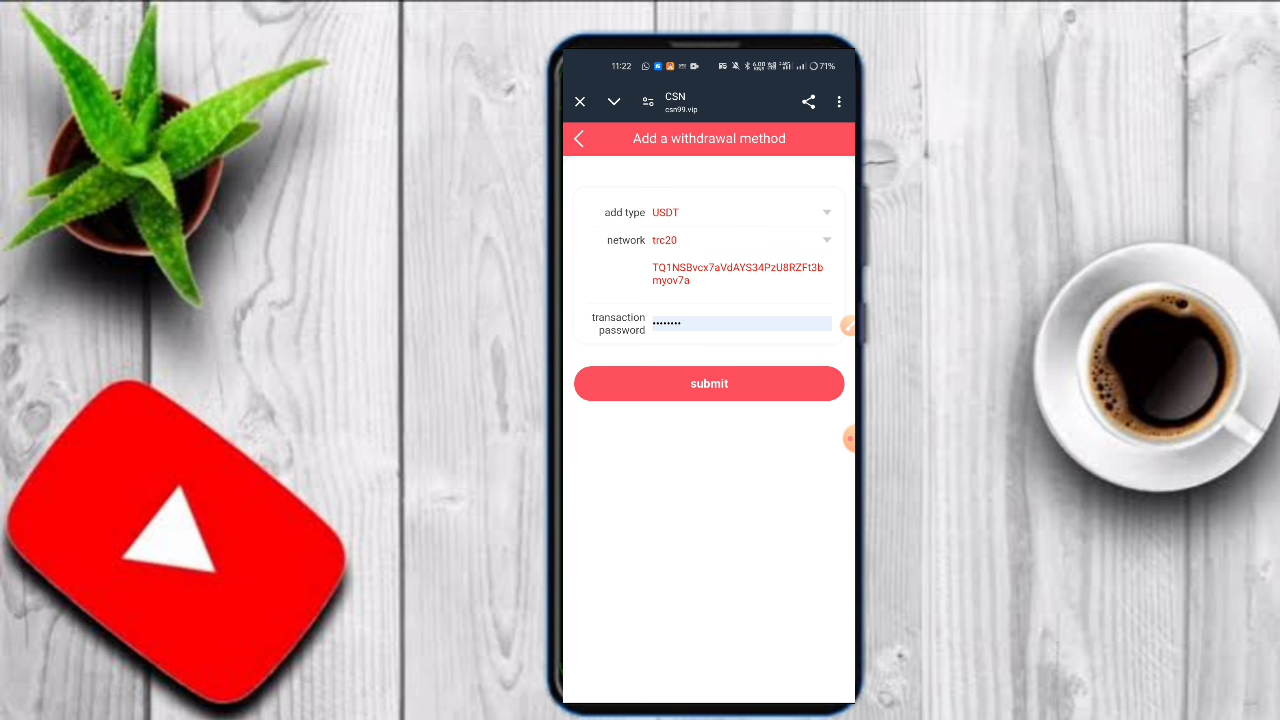 11:22
71%
CSN
csn99.vip
Add a withdrawal method
add type USDT
network trc20
TQ1NSBvcx7aVdAYS34PzU8RZFt3b
myov7a
transaction
password ••••••••
submit